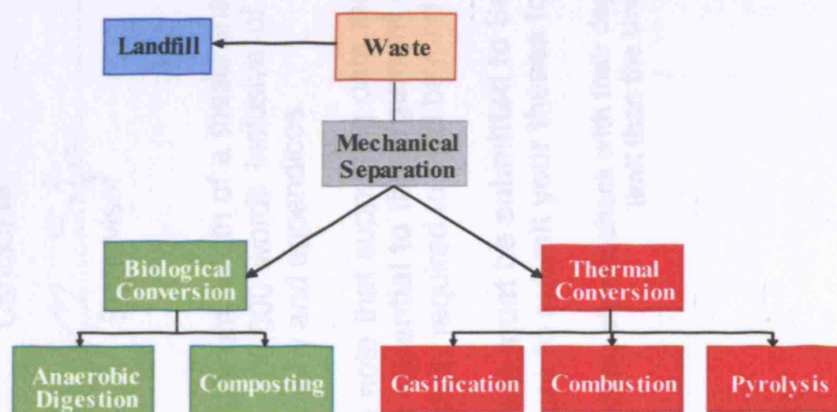 Landfill
Waste
Mechanical
Separation
Biological
Conversion
Thermal
Conversion
Anaerobic
Digestion
Composting
Gasification
Combustion
Pyrolysis